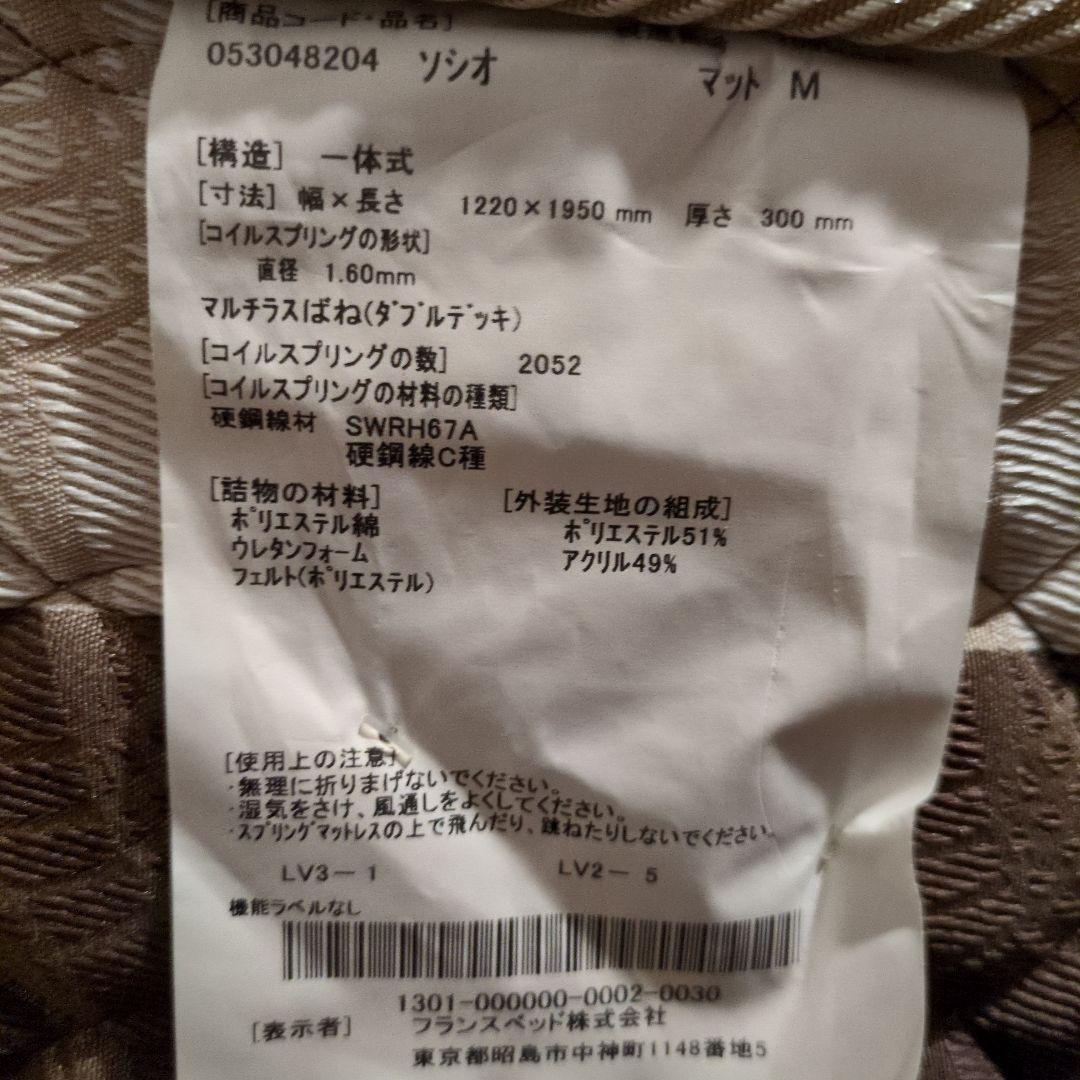 [商品コード・品名]
053048204 ソシオ マット M
[構造] 一体式
[寸法] 幅×長さ 1220×1950 mm 厚さ 300 mm
[コイルスプリングの形状]
直径 1.60mm
マルチラスばね(ダブルデッキ)
[コイルスプリングの数] 2052
[コイルスプリングの材料の種類]
硬鋼線材 SWRH67A
硬鋼線C種
[詰物の材料] [外装生地の組成]
ポリエステル綿 ポリエステル51%
ウレタンフォーム アクリル49%
フェルト(ポリエステル)
[使用上の注意]
・無理に折りまげないでください。
・湿気をさけ、風通しをよくしてください。
・スプリングマットレスの上で飛んだり、跳ねたりしないでください。
LV3－1 LV2－5
機能ラベルなし
1301-000000-0002-0030
[表示者] フランスベッド株式会社
東京都昭島市中神町1148番地5